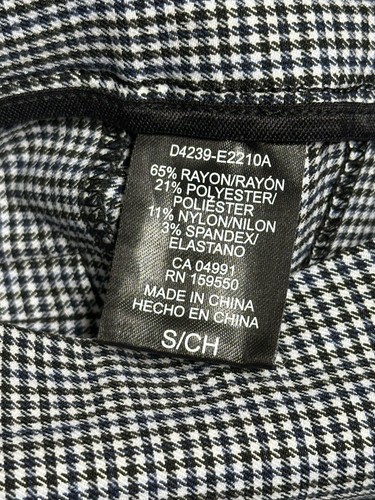 D4239-E2210A
65% RAYON/RAYÓN
21% POLYESTER/
POLIÉSTER
11% NYLON/NILON
3% SPANDEX/
ELASTANO
CA 04991
RN 159550
MADE IN CHINA
HECHO EN CHINA
S/CH